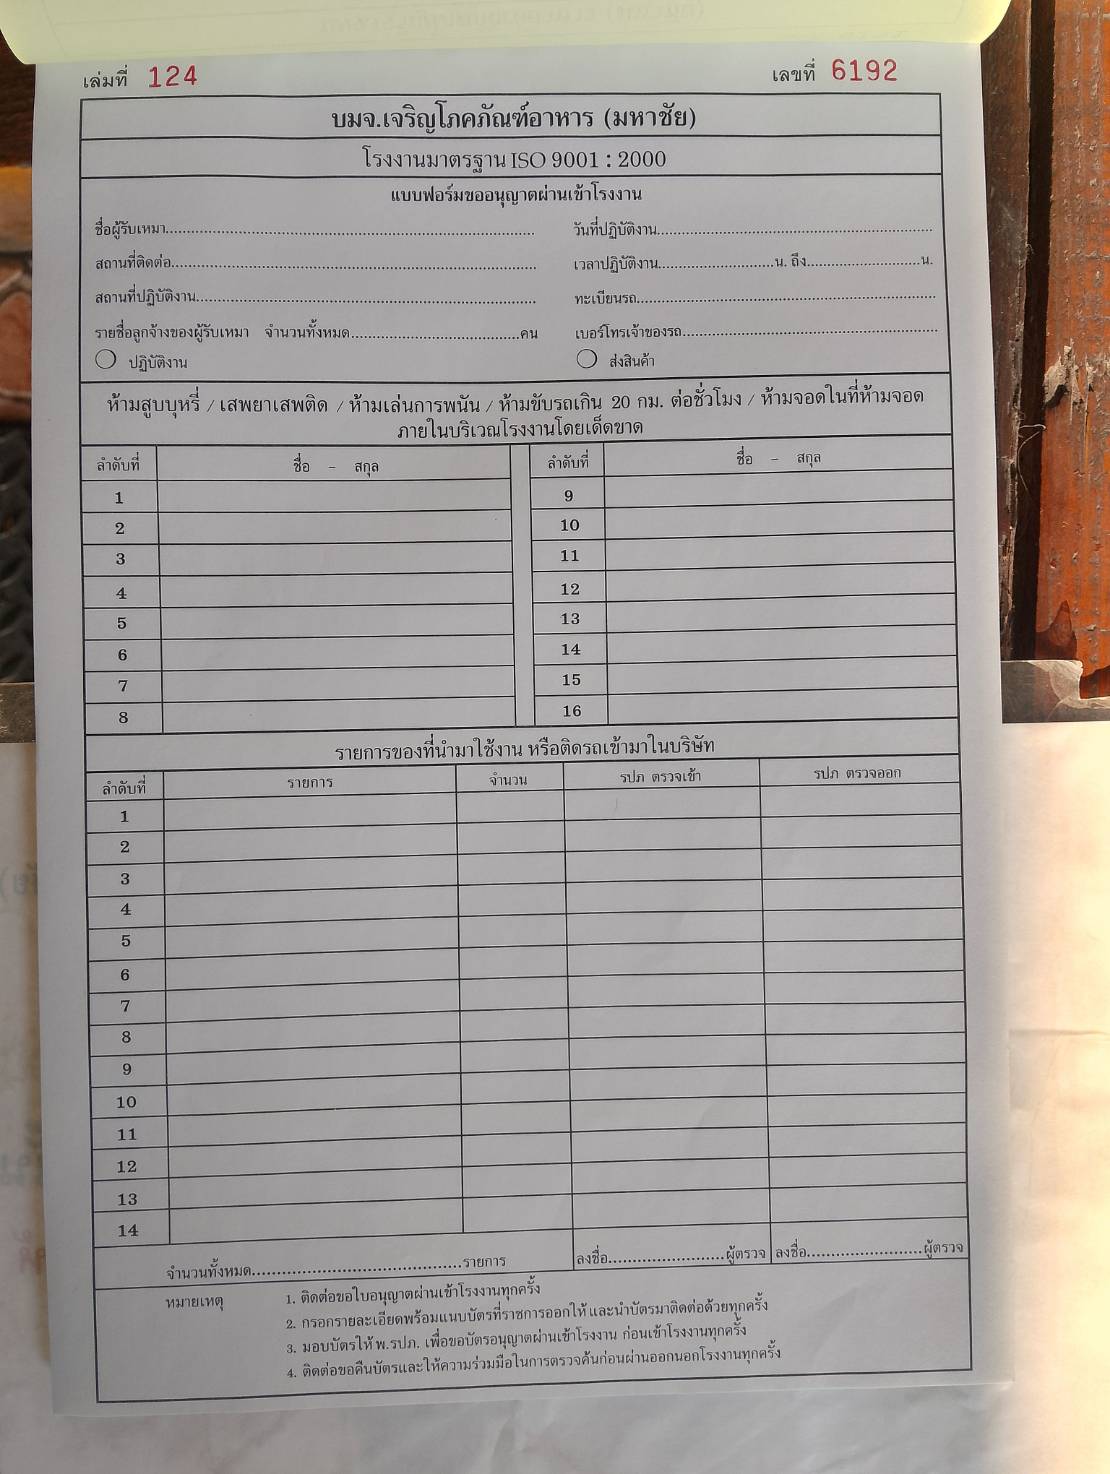 เล่มที่ 124 เลขที่ 6192
บมจ.เจริญโภคภัณฑ์อาหาร (มหาชัย)
โรงงานมาตรฐาน ISO 9001 : 2000
แบบฟอร์มขออนุญาตผ่านเข้าโรงงาน
ชื่อผู้รับเหมา.................... วันที่ปฏิบัติงาน....................
สถานที่ติดต่อ.................... เวลาปฏิบัติงาน....................น. ถึง....................น.
สถานที่ปฏิบัติงาน.................... ทะเบียนรถ....................
รายชื่อลูกจ้างของผู้รับเหมา จำนวนทั้งหมด....................คน เบอร์โทรเจ้าของรถ....................
ปฏิบัติงาน ส่งสินค้า
ห้ามสูบบุหรี่ / เสพยาเสพติด / ห้ามเล่นการพนัน / ห้ามขับรถเกิน 20 กม. ต่อชั่วโมง / ห้ามจอดในที่ห้ามจอด
ภายในบริเวณโรงงานโดยเด็ดขาด
ลำดับที่ ชื่อ - สกุล ลำดับที่ ชื่อ - สกุล
1 9
2 10
3 11
4 12
5 13
6 14
7 15
8 16
รายการของที่นำมาใช้งาน หรือติดรถเข้ามาในบริษัท
ลำดับที่ รายการ จำนวน รปภ ตรวจเข้า รปภ ตรวจออก
1
2
3
4
5
6
7
8
9
10
11
12
13
14
จำนวนทั้งหมด....................รายการ ลงชื่อ....................ผู้ตรวจ ลงชื่อ....................ผู้ตรวจ
หมายเหตุ 1. ติดต่อขอใบอนุญาตผ่านเข้าโรงงานทุกครั้ง
2. กรอกรายละเอียดพร้อมแนบบัตรที่ราชการออกให้ และนำบัตรมาติดต่อด้วยทุกครั้ง
3. มอบบัตรให้ พ.รปภ. เพื่อขอบัตรอนุญาตผ่านเข้าโรงงาน ก่อนเข้าโรงงานทุกครั้ง
4. ติดต่อขอคืนบัตรและให้ความร่วมมือในการตรวจค้นก่อนผ่านออกนอกโรงงานทุกครั้ง